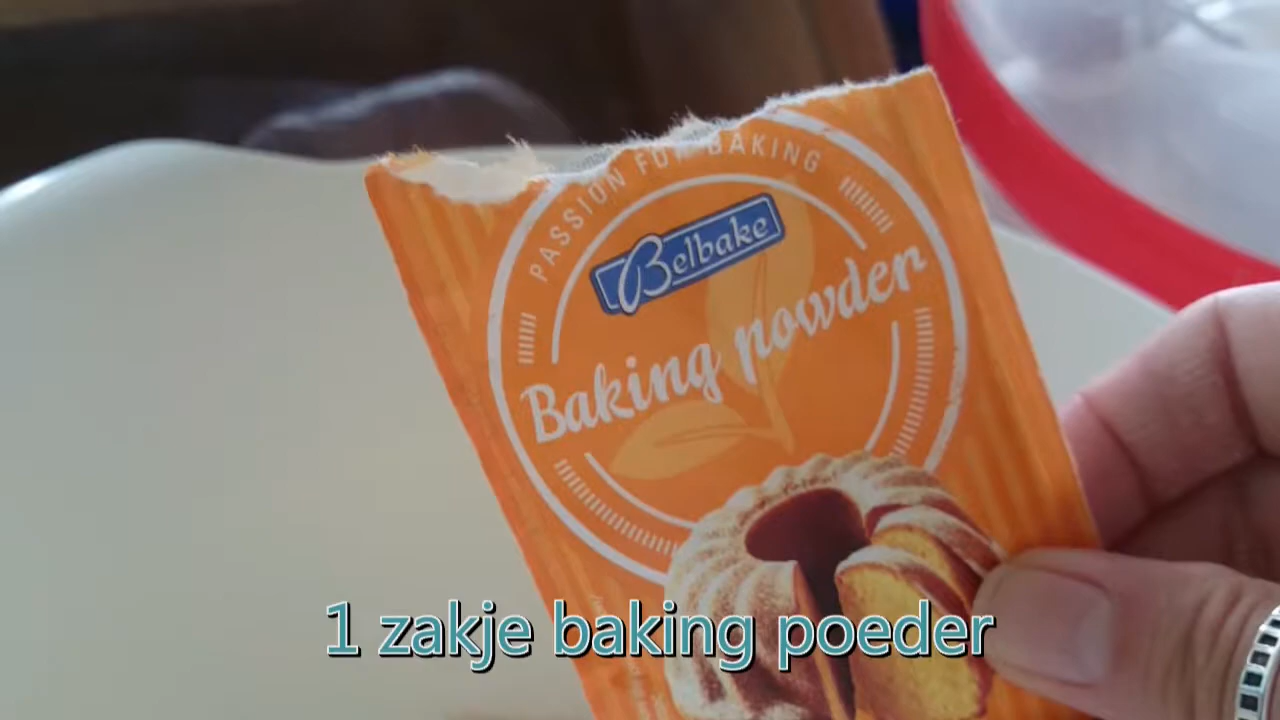 PASSION FOR BAKING
Belbake
Baking powder
1 zakje baking poeder